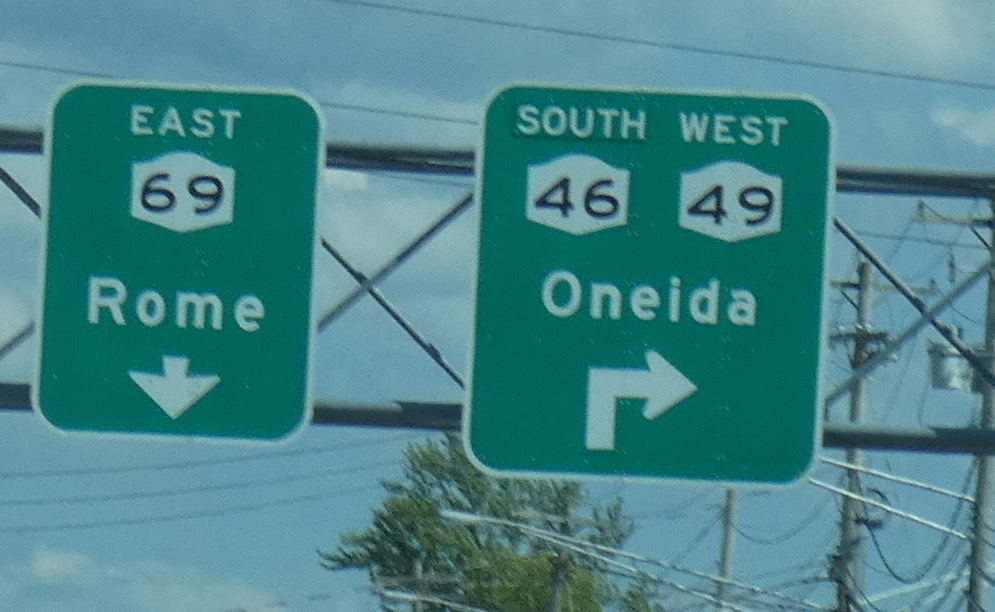 EAST
69
Rome
SOUTH WEST
46 49
Oneida